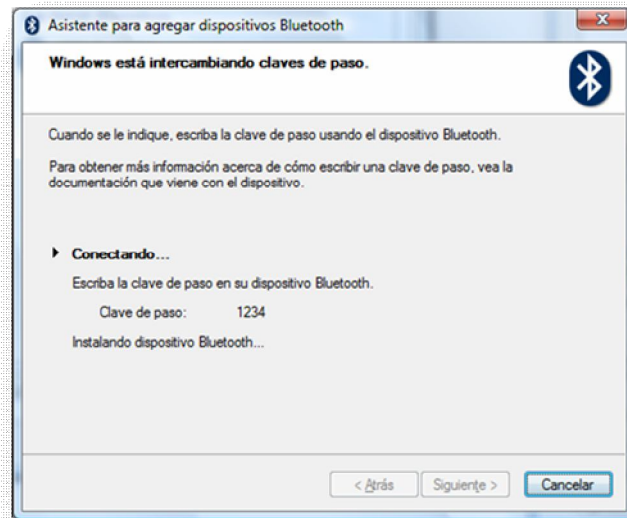 Asistente para agregar dispositivos Bluetooth
Windows está intercambiando claves de paso.
Cuando se le indique, escriba la clave de paso usando el dispositivo Bluetooth.
Para obtener más información acerca de cómo escribir una clave de paso, vea la
documentación que viene con el dispositivo.
Conectando...
Escriba la clave de paso en su dispositivo Bluetooth.
Clave de paso: 1234
Instalando dispositivo Bluetooth...
< Atrás Siguiente > Cancelar